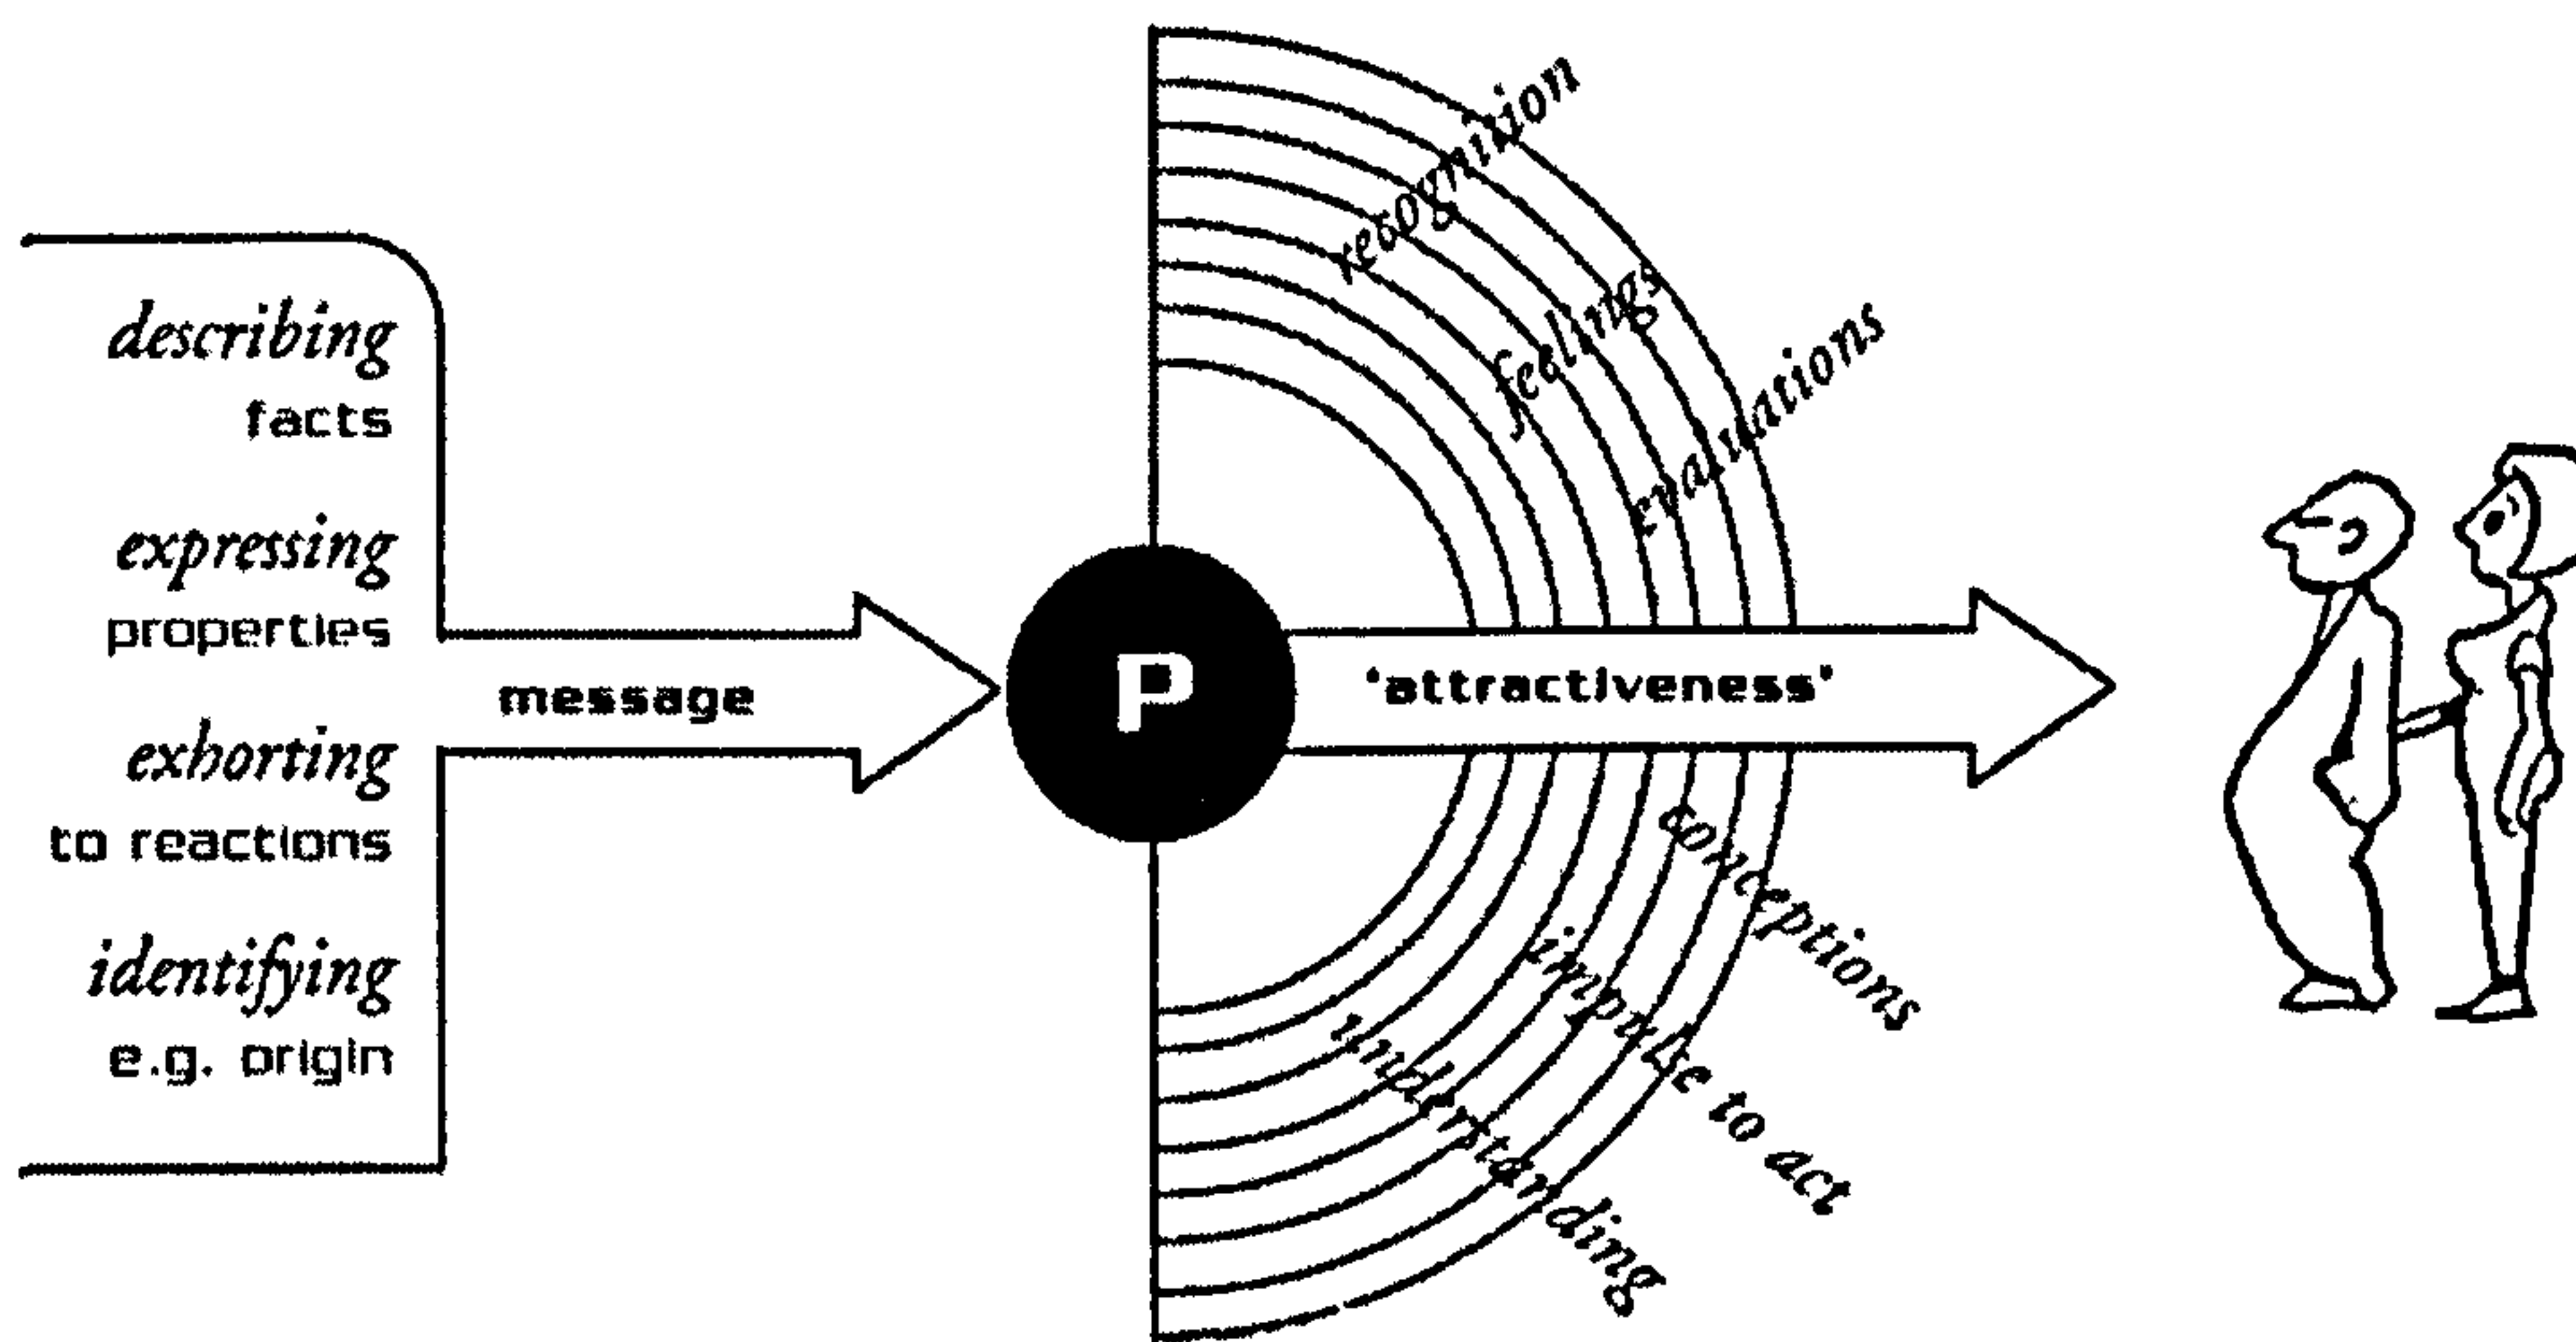 describing
facts
expressing
properties
exhorting
to reactions
identifying
e.g. origin
message
P
'attractiveness'
recognition
feelings
evaluations
conceptions
impulse to act
understanding